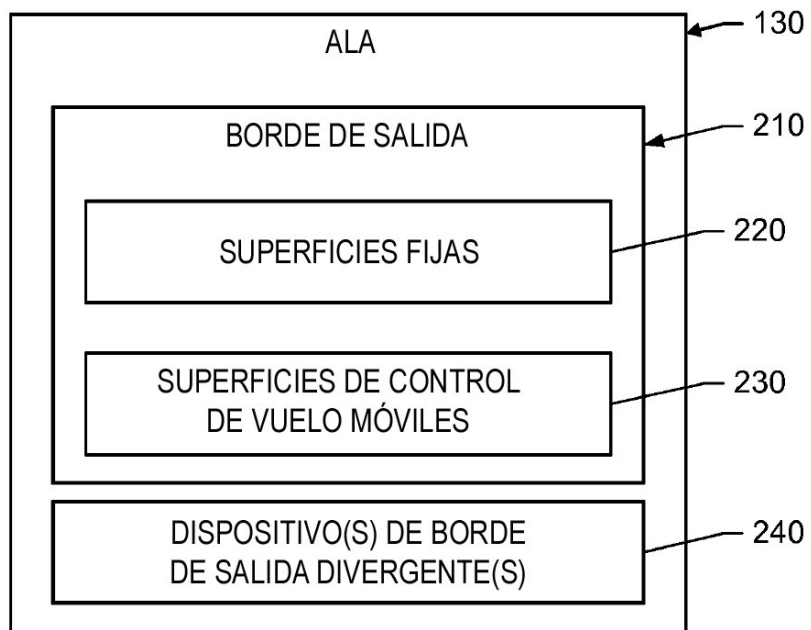 ALA
130
BORDE DE SALIDA
210
SUPERFICIES FIJAS
220
SUPERFICIES DE CONTROL
DE VUELO MÓVILES
230
DISPOSITIVO(S) DE BORDE
DE SALIDA DIVERGENTE(S)
240